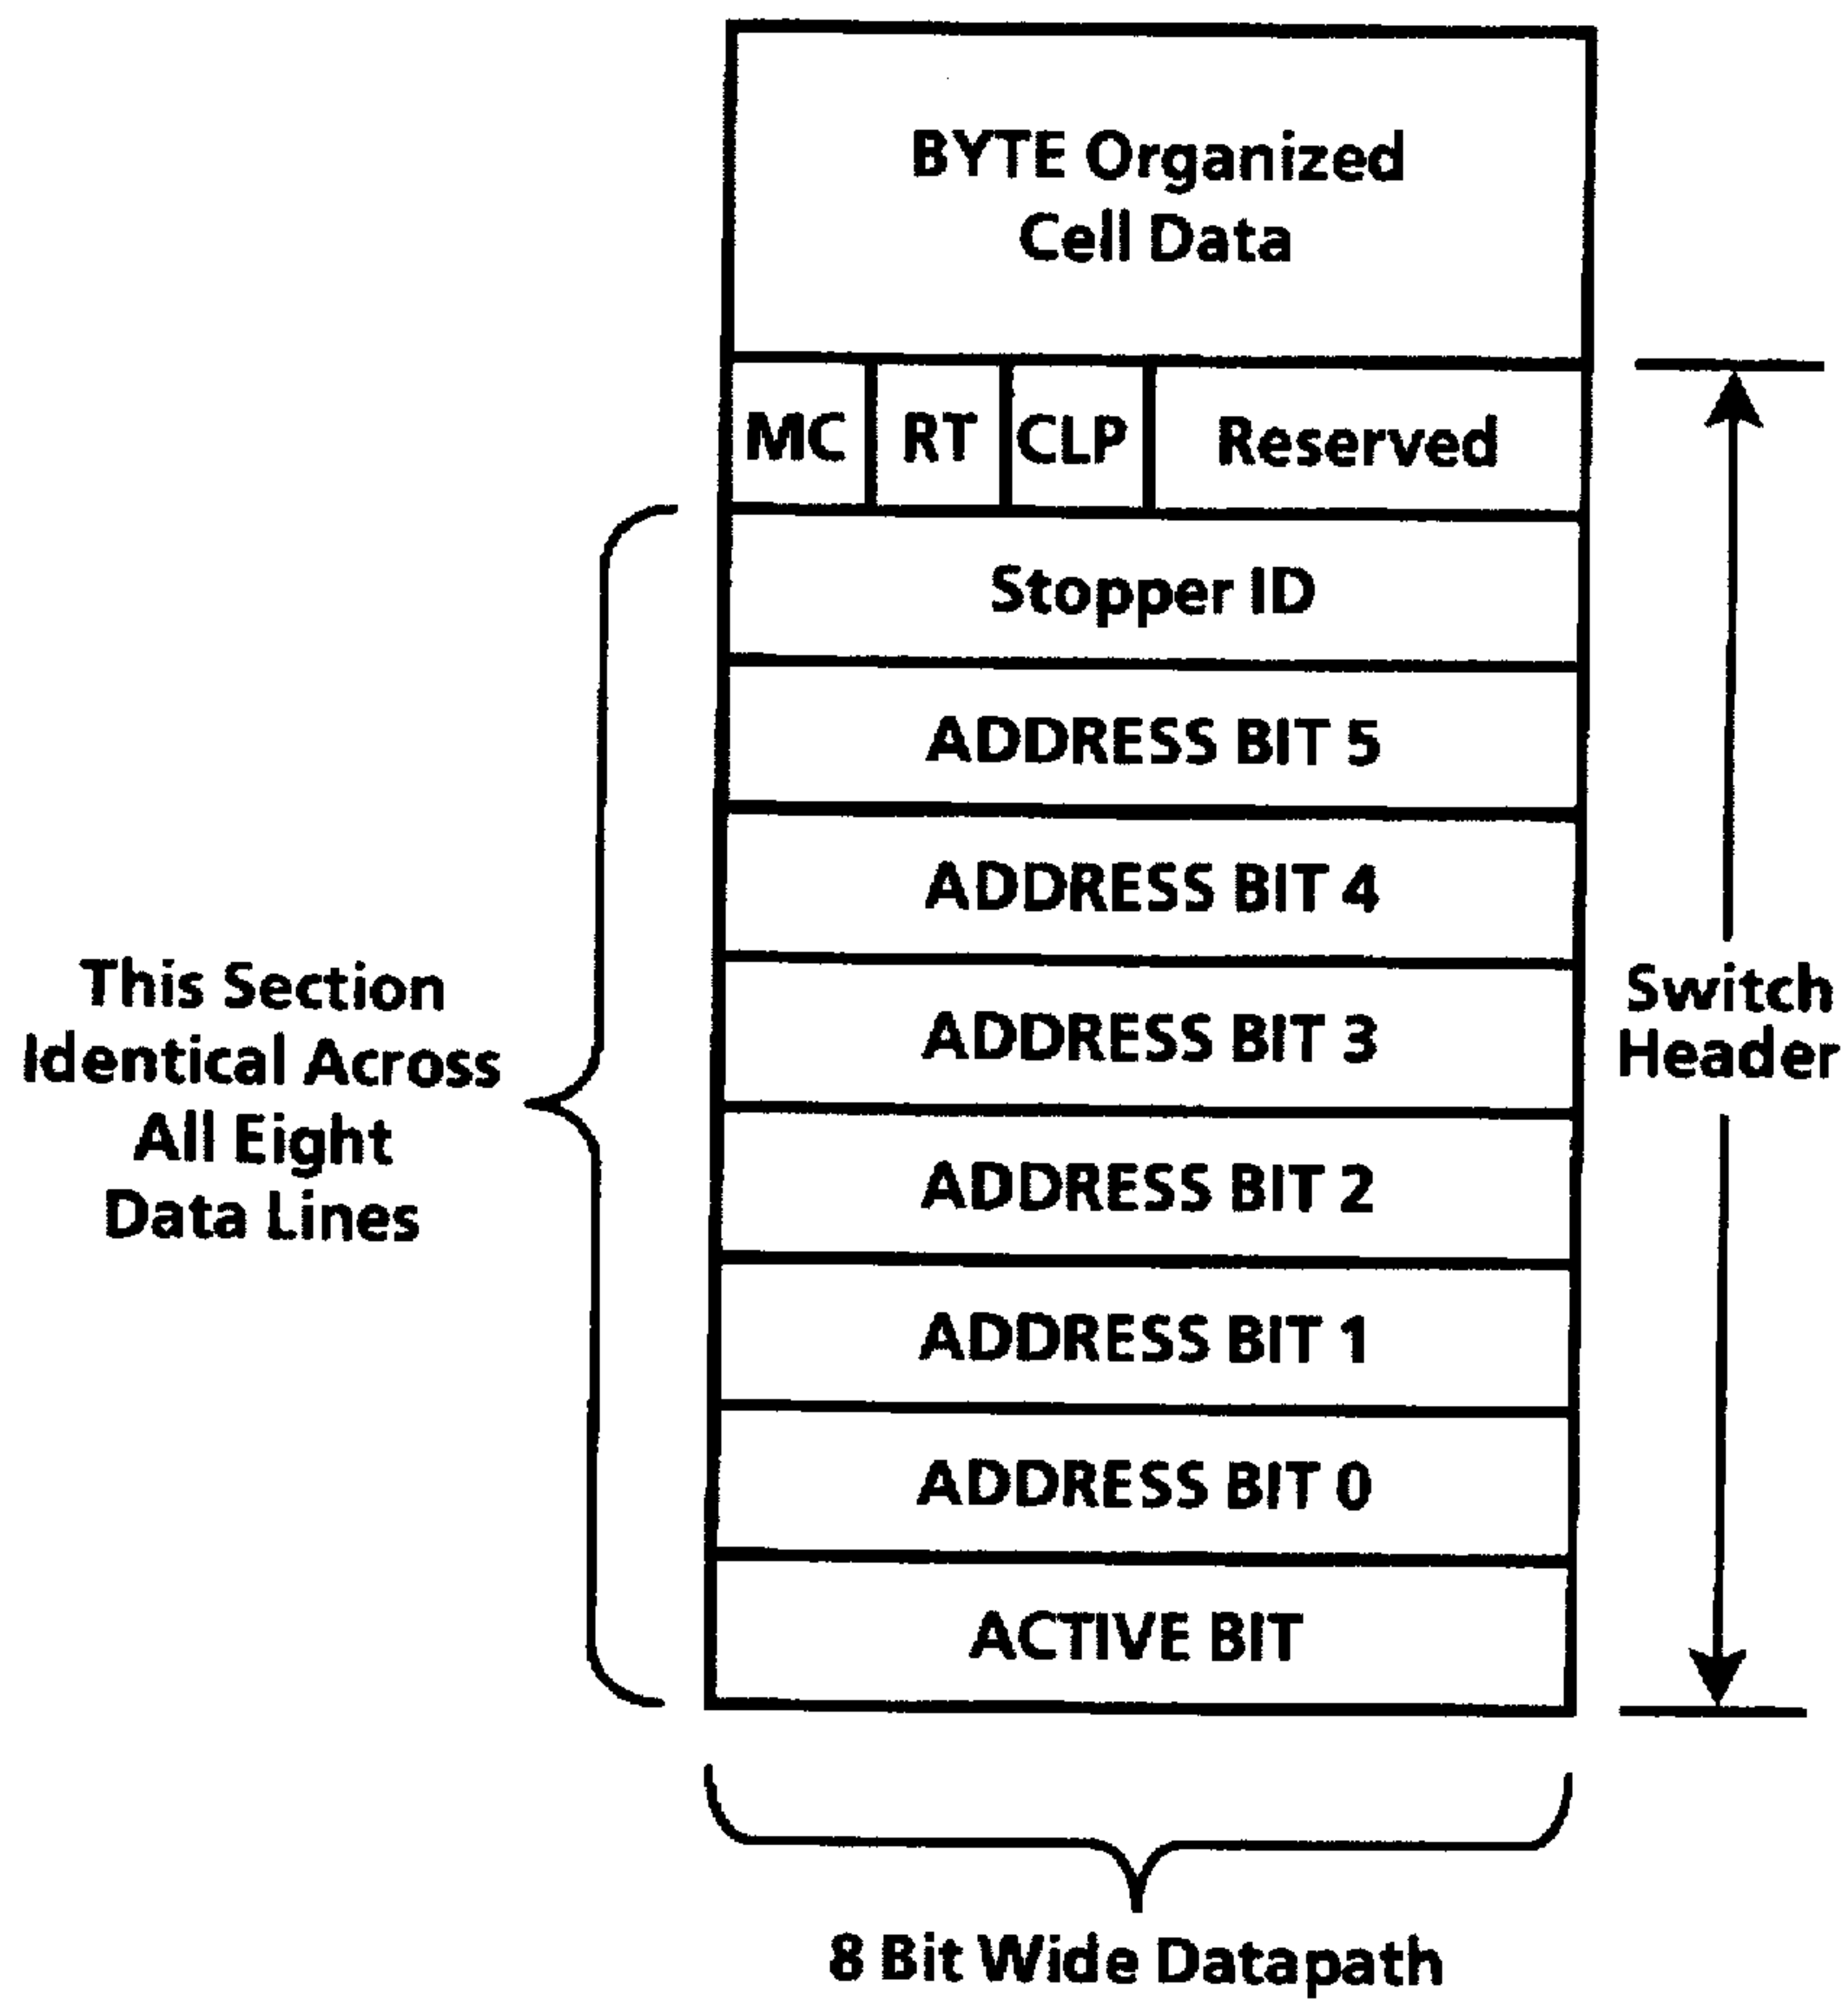 BYTE Organized
Cell Data
MC RT CLP Reserved
Stopper ID
ADDRESS BIT 5
ADDRESS BIT 4
ADDRESS BIT 3
ADDRESS BIT 2
ADDRESS BIT 1
ADDRESS BIT 0
ACTIVE BIT
This Section
Identical Across
All Eight
Data Lines
Switch
Header
8 Bit Wide Datapath